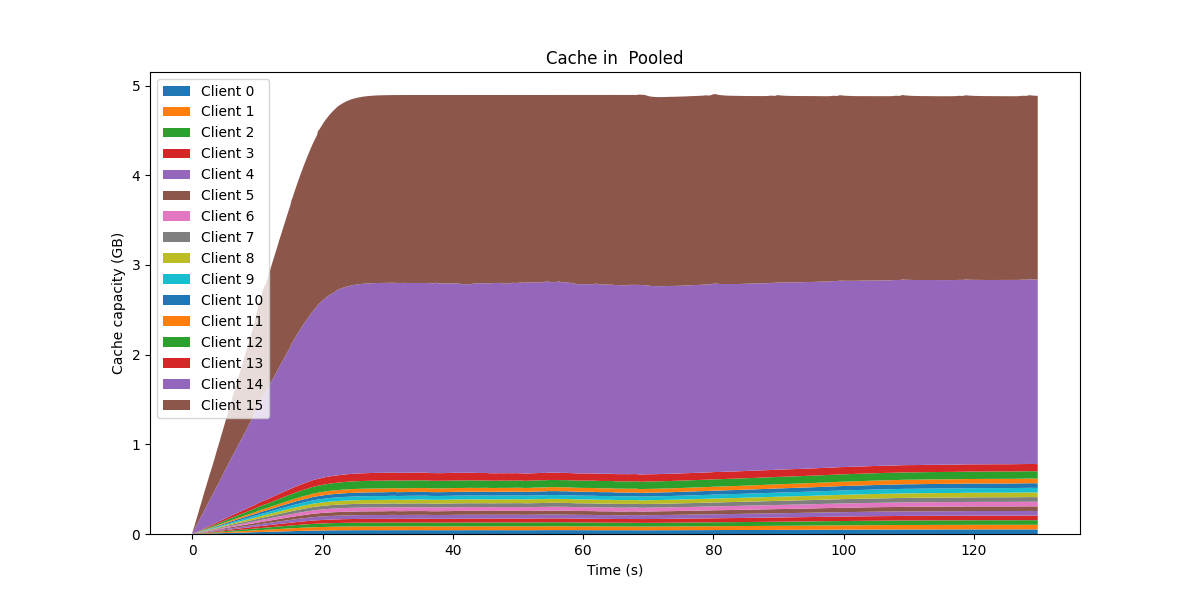 Cache in  Pooled
Cache capacity (GB)
5
4
3
2
1
0
Client 0
Client 1
Client 2
Client 3
Client 4
Client 5
Client 6
Client 7
Client 8
Client 9
Client 10
Client 11
Client 12
Client 13
Client 14
Client 15
0 20 40 60 80 100 120
Time (s)